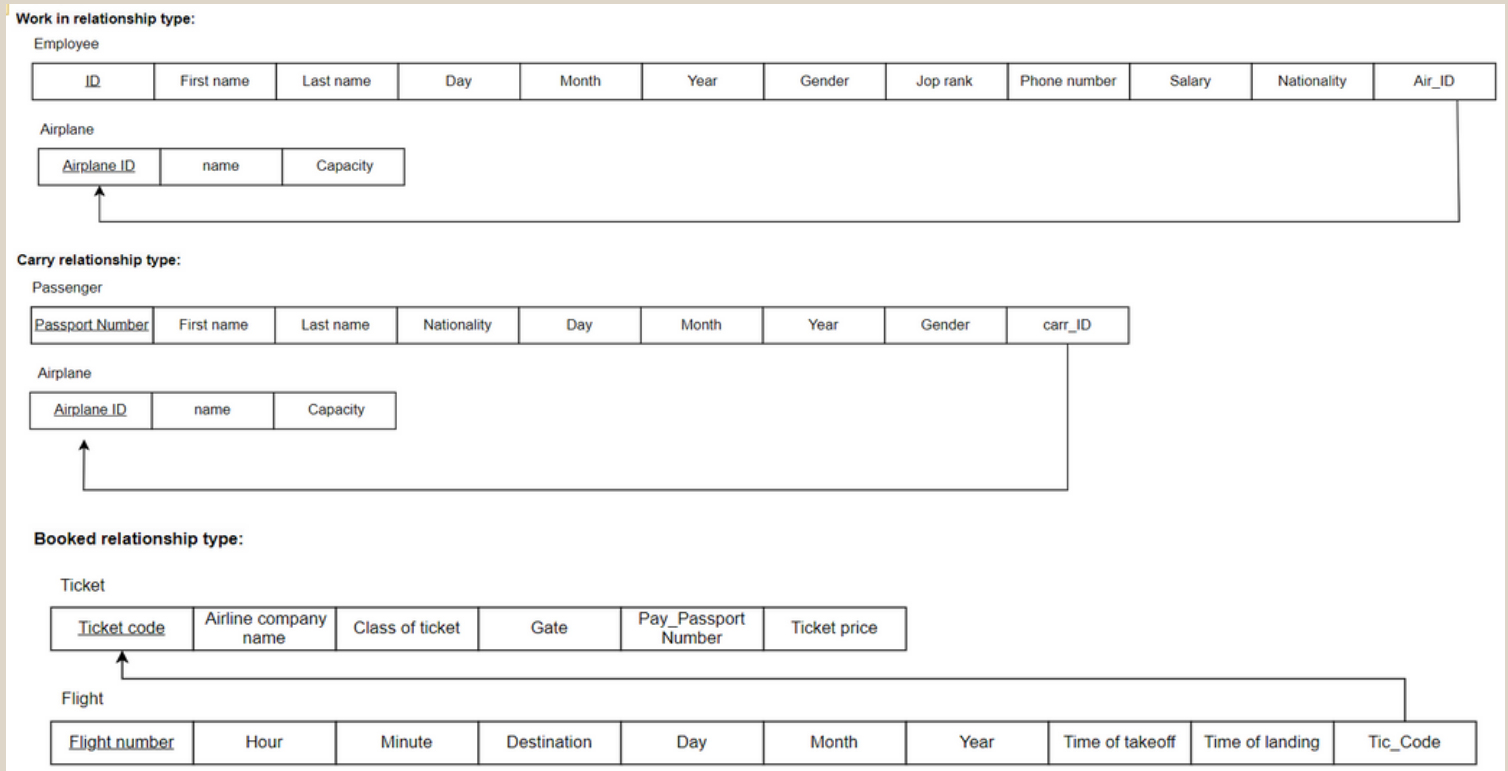 Work in relationship type:
Employee
ID First name Last name Day Month Year Gender Jop rank Phone number Salary Nationality Air_ID
Airplane
Airplane ID name Capacity
Carry relationship type:
Passenger
Passport Number First name Last name Nationality Day Month Year Gender carr_ID
Airplane
Airplane ID name Capacity
Booked relationship type:
Ticket
Ticket code Airline company name Class of ticket Gate Pay_Passport Number Ticket price
Flight
Flight number Hour Minute Destination Day Month Year Time of takeoff Time of landing Tic_Code